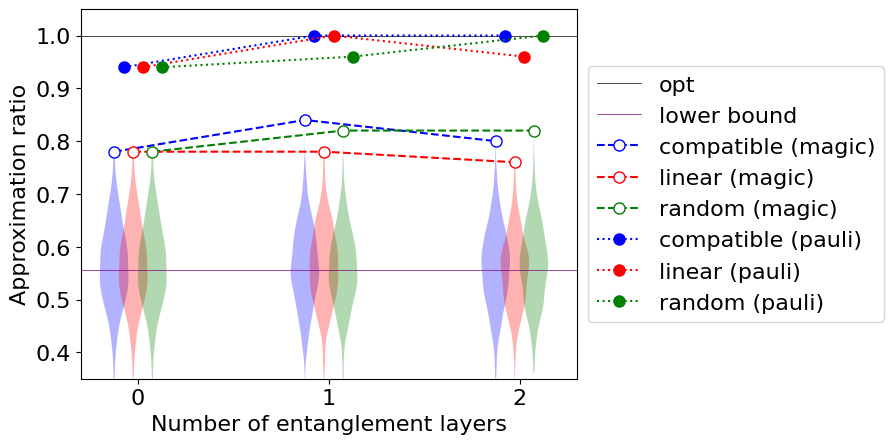 1.0
0.9
0.8
0.7
0.6
0.5
0.4
Approximation ratio
0 1 2
Number of entanglement layers
opt
lower bound
compatible (magic)
linear (magic)
random (magic)
compatible (pauli)
linear (pauli)
random (pauli)